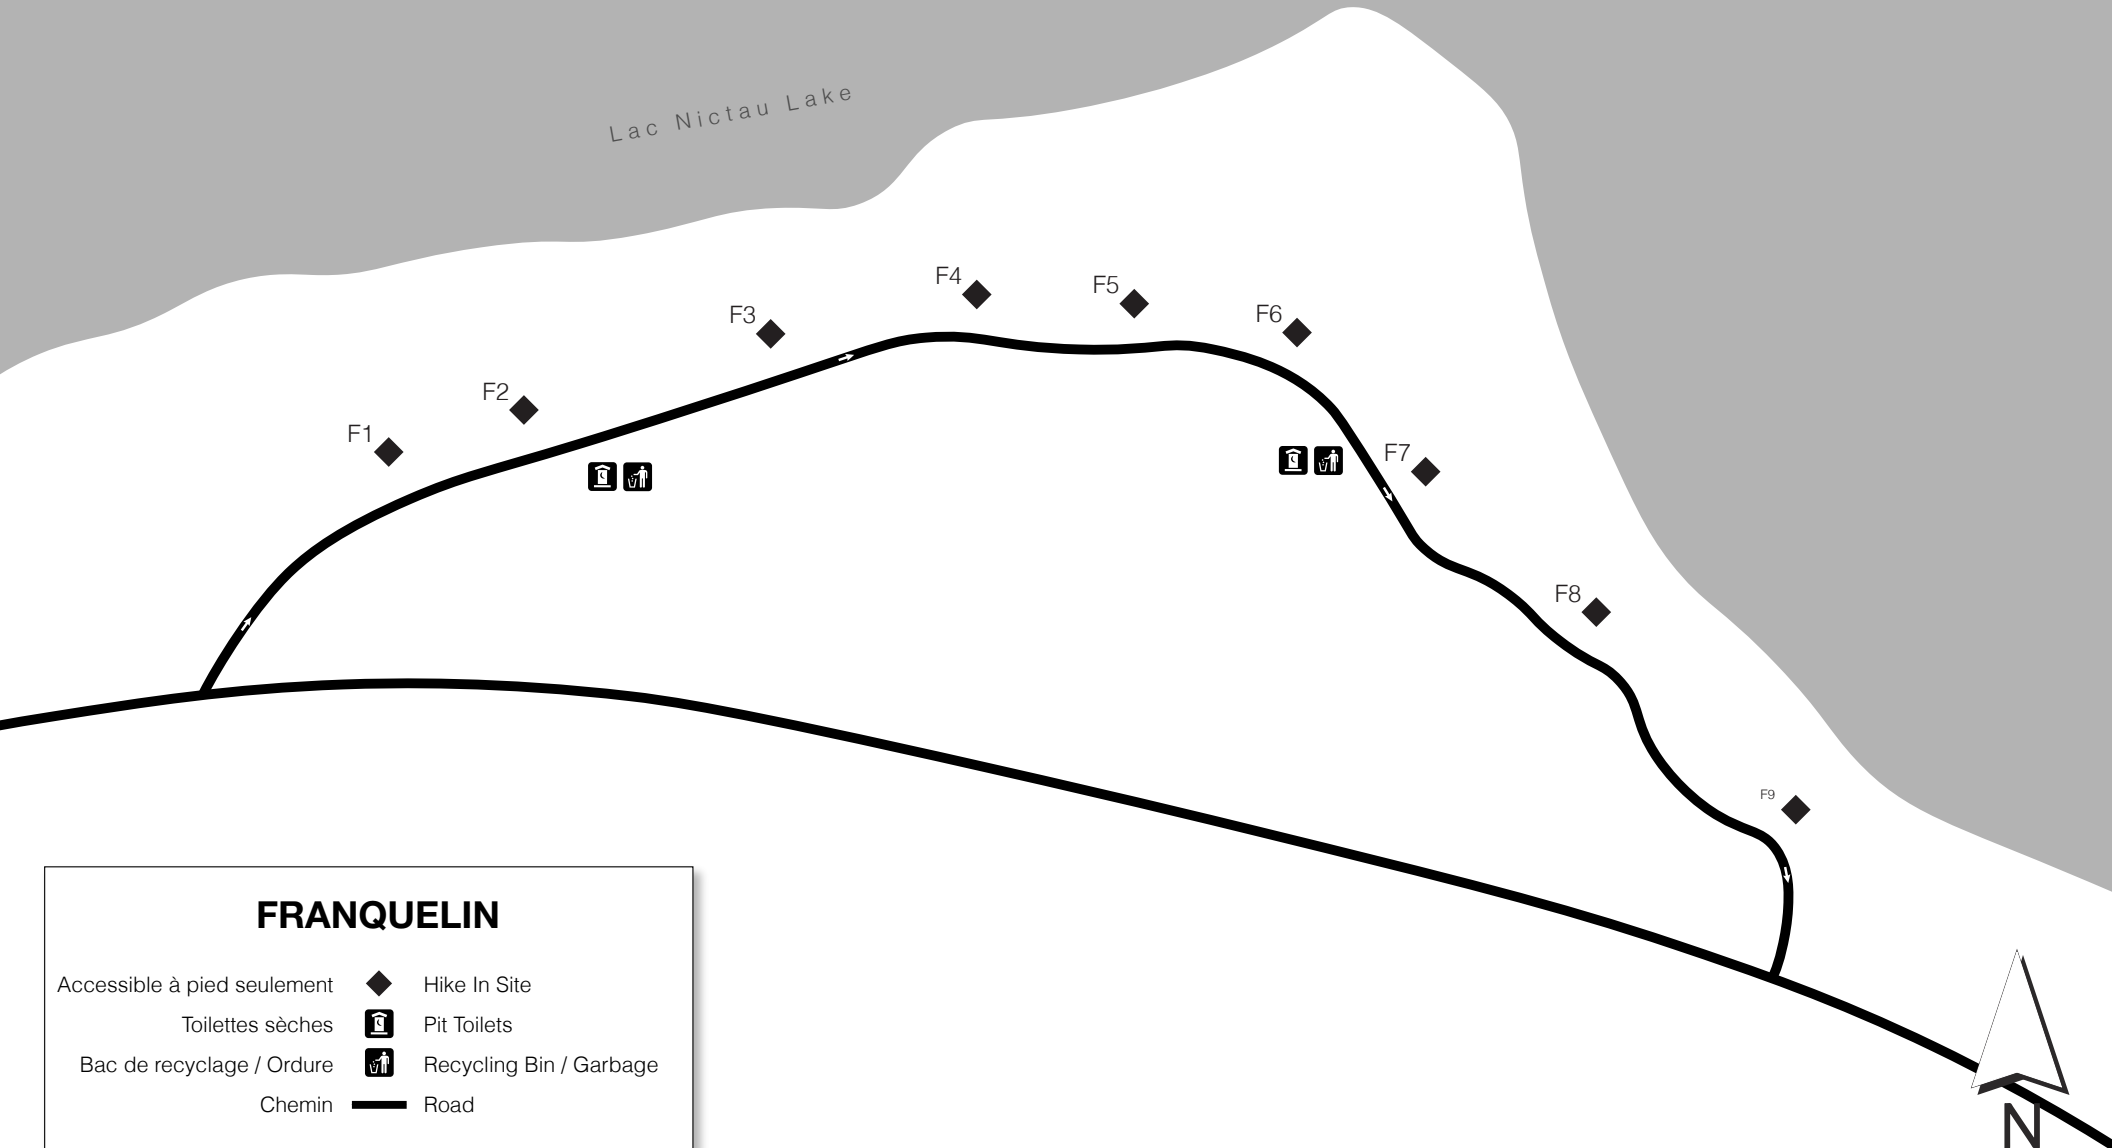 Lac Nictau Lake
F4
F5
F6
F3
F2
F1
F7
F8
F9
FRANQUELIN
Accessible à pied seulement Hike In Site
Toilettes sèches Pit Toilets
Bac de recyclage / Ordure Recycling Bin / Garbage
Chemin Road
N